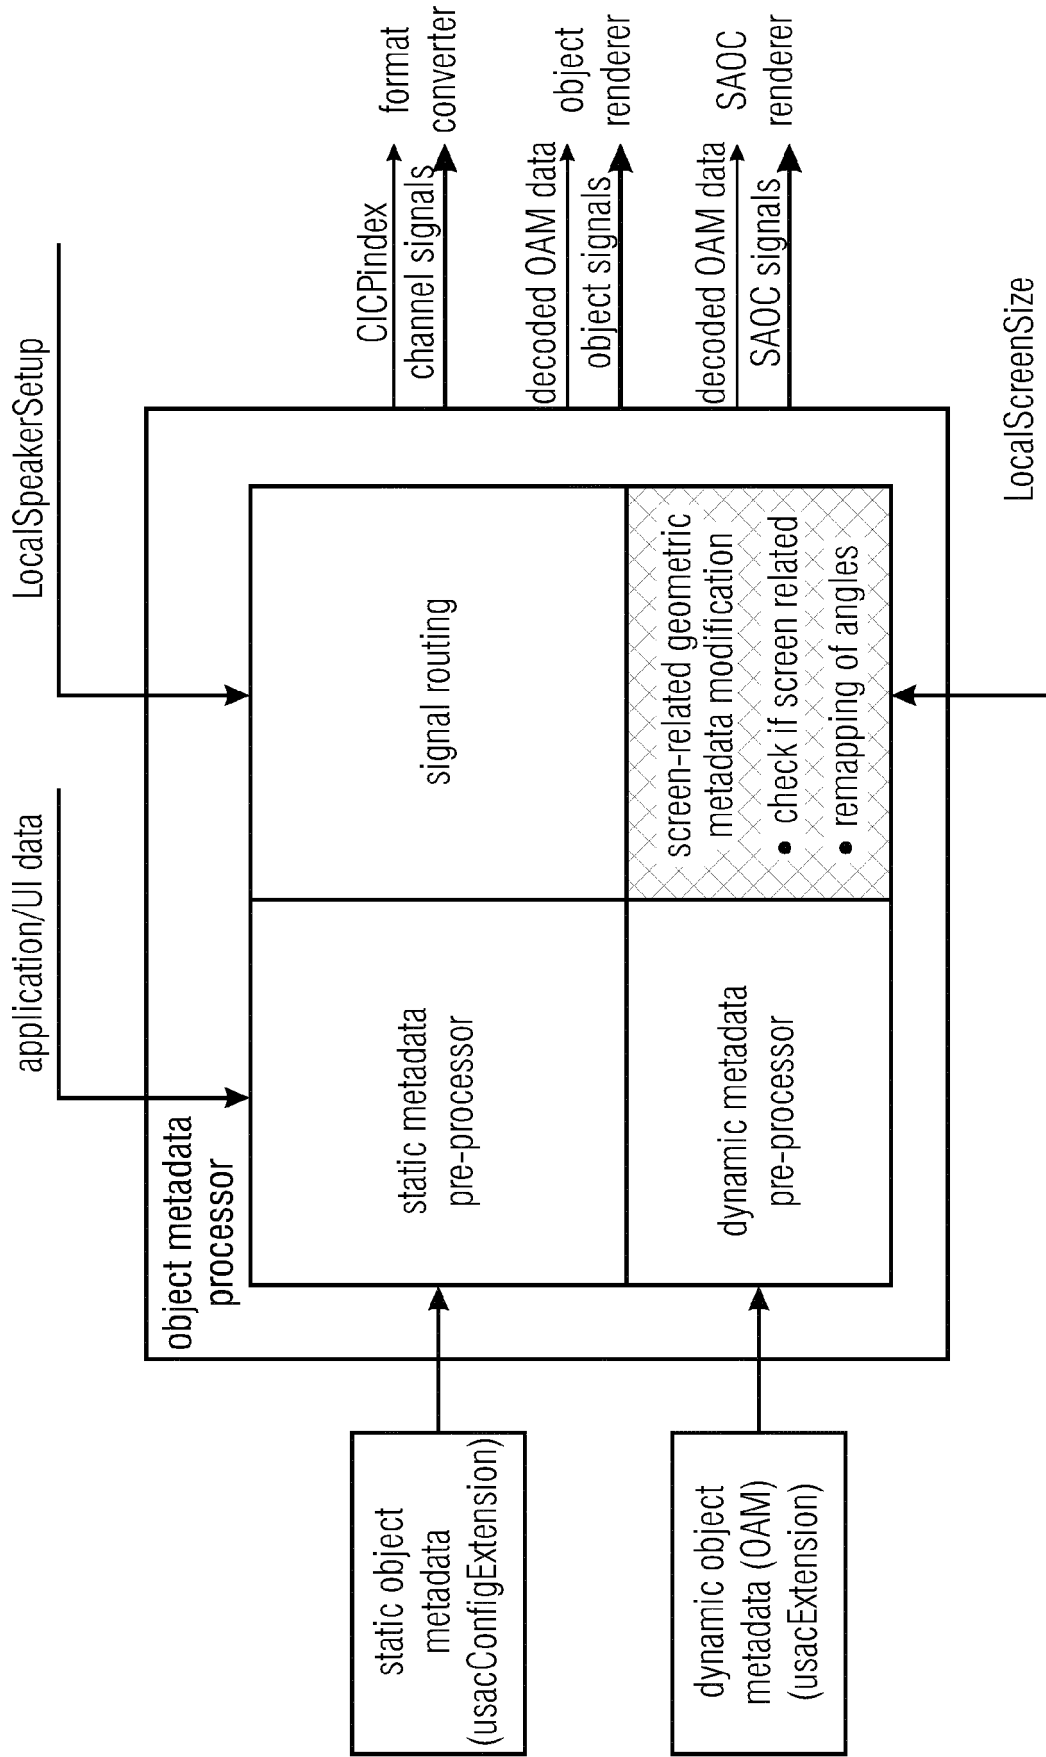 application/UI data
LocalSpeakerSetup
object metadata
processor
static object
metadata
(usacConfigExtension)
static metadata
pre-processor
signal routing
CICPindex
channel signals
format
converter
decoded OAM data
object signals
object
renderer
dynamic object
metadata (OAM)
(usacExtension)
dynamic metadata
pre-processor
screen-related geometric
metadata modification
• check if screen related
• remapping of angles
decoded OAM data
SAOC signals
SAOC
renderer
LocalScreenSize